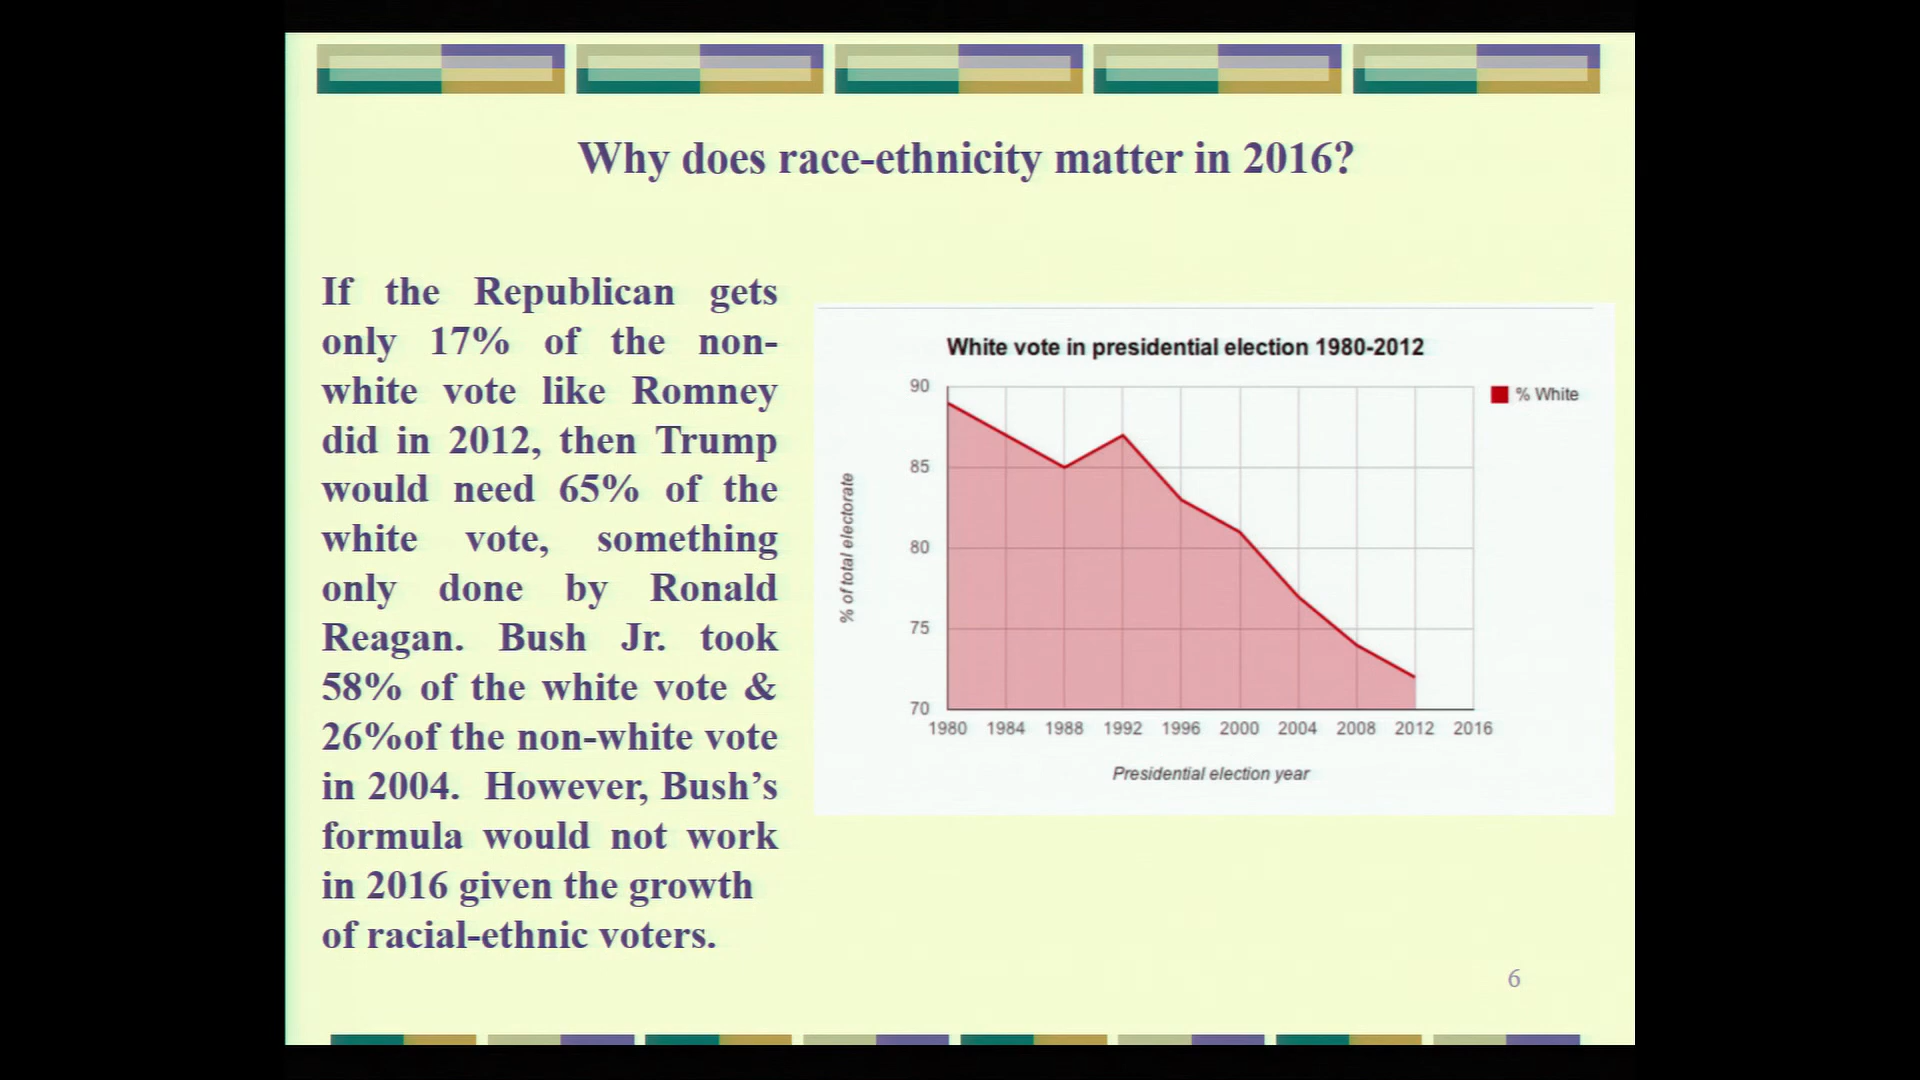 Why does race-ethnicity matter in 2016?
If the Republican gets
only 17% of the non-
white vote like Romney
did in 2012, then Trump
would need 65% of the
white vote, something
only done by Ronald
Reagan. Bush Jr. took
58% of the white vote &
26%of the non-white vote
in 2004. However, Bush’s
formula would not work
in 2016 given the growth
of racial-ethnic voters.
White vote in presidential election 1980-2012
% White
% of total electorate
90
85
80
75
70
1980 1984 1988 1992 1996 2000 2004 2008 2012 2016
Presidential election year
6